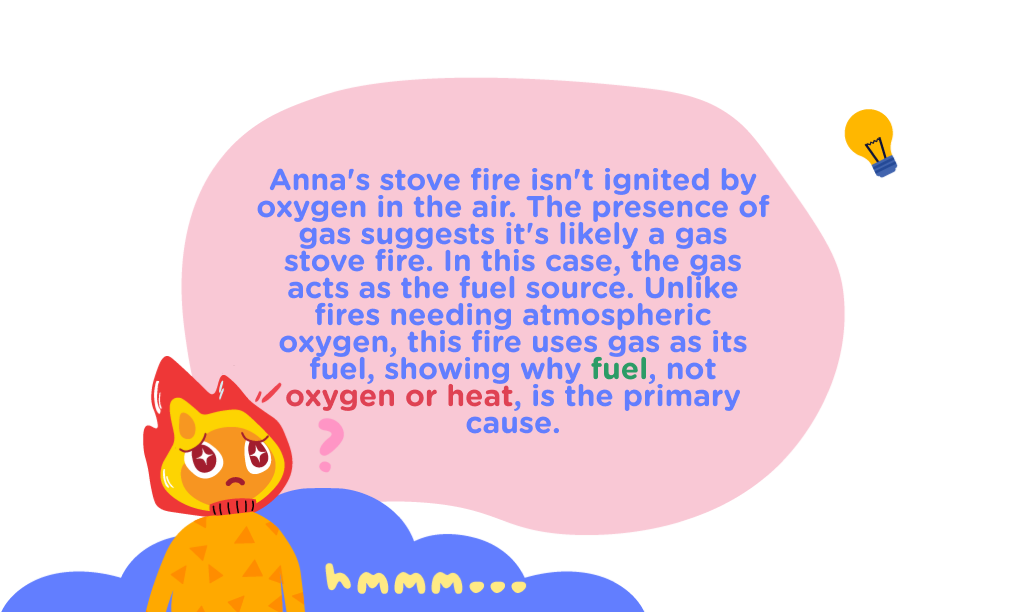 Anna's stove fire isn't ignited by
oxygen in the air. The presence of
gas suggests it's likely a gas
stove fire. In this case, the gas
acts as the fuel source. Unlike
fires needing atmospheric
oxygen, this fire uses gas as its
fuel, showing why fuel, not
oxygen or heat, is the primary
cause.
?
hmmm...